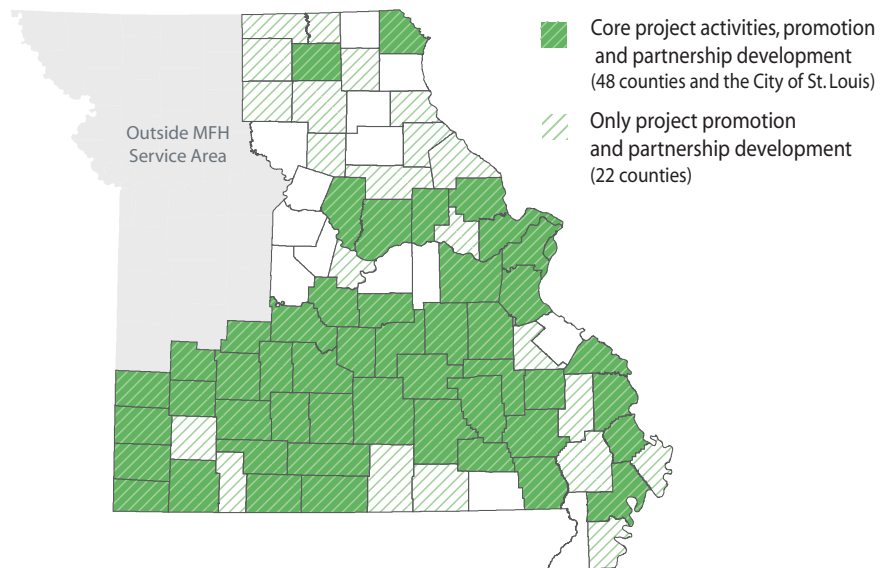 Core project activities, promotion
and partnership development
(48 counties and the City of St. Louis)
Only project promotion
and partnership development
(22 counties)
Outside MFH
Service Area